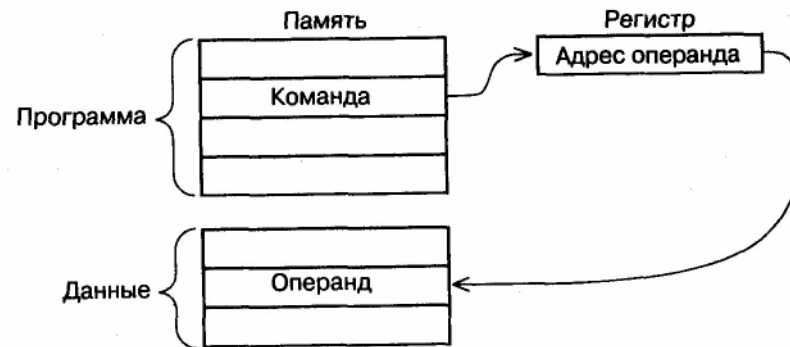 Память
Регистр
Адрес операнда
Команда
Программа
Операнд
Данные